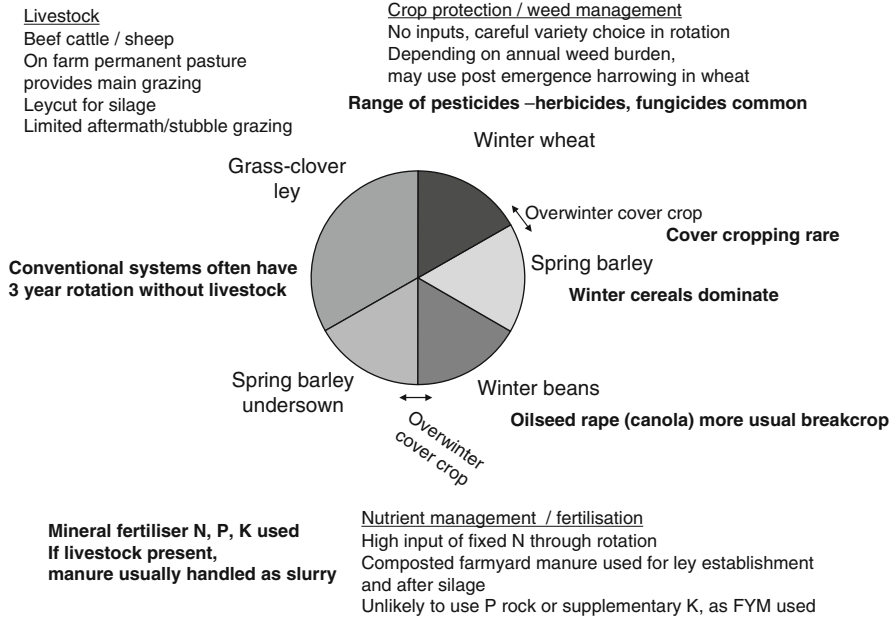 Livestock
Beef cattle / sheep
On farm permanent pasture
provides main grazing
Leycut for silage
Limited aftermath/stubble grazing
Crop protection / weed management
No inputs, careful variety choice in rotation
Depending on annual weed burden,
may use post emergence harrowing in wheat
Range of pesticides –herbicides, fungicides common
Winter wheat
Grass-clover
ley
Overwinter cover crop
Cover cropping rare
Spring barley
Conventional systems often have
3 year rotation without livestock
Winter cereals dominate
Spring barley
undersown
Winter beans
Oilseed rape (canola) more usual breakcrop
Overwinter
cover crop
Mineral fertiliser N, P, K used
If livestock present,
manure usually handled as slurry
Nutrient management / fertilisation
High input of fixed N through rotation
Composted farmyard manure used for ley establishment
and after silage
Unlikely to use P rock or supplementary K, as FYM used